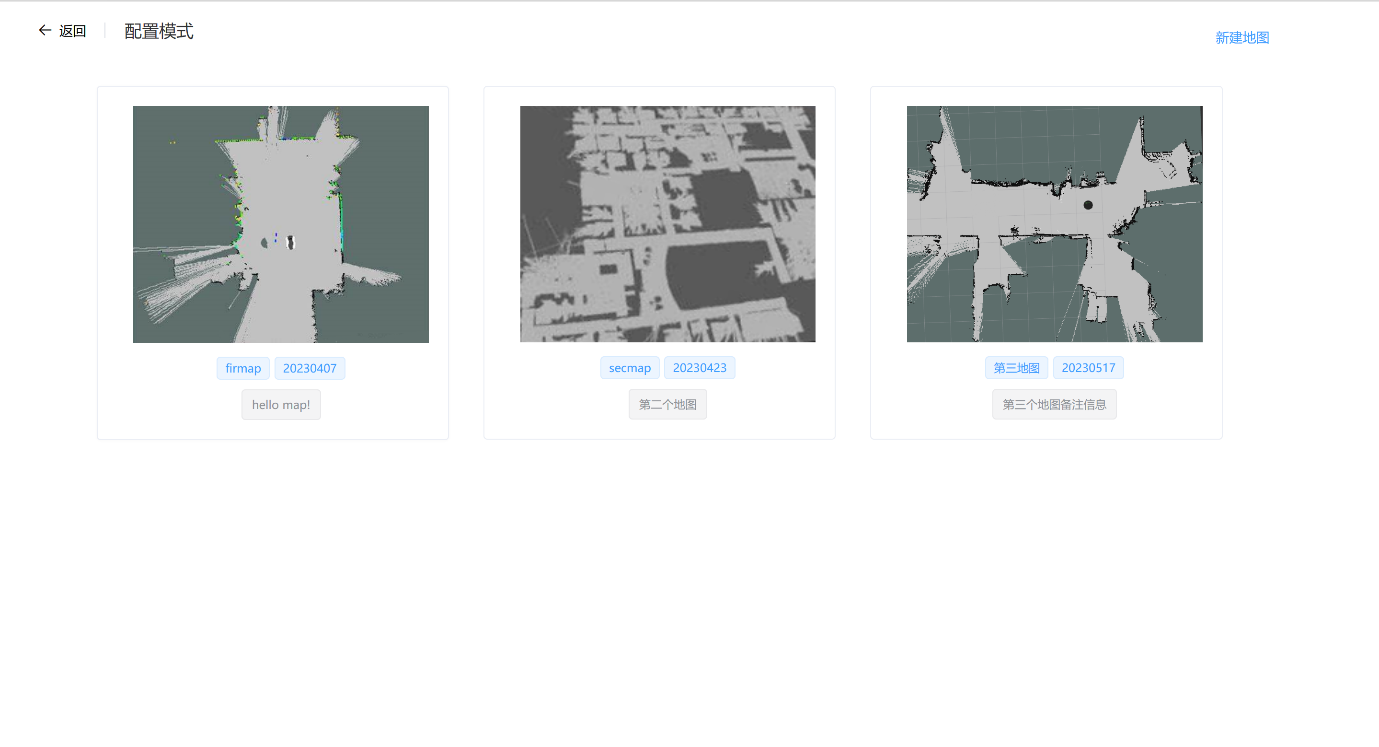 返回 配置模式
新建地图
firmap 20230407
hello map!
secmap 20230423
第二个地图
第三地图 20230517
第三个地图备注信息